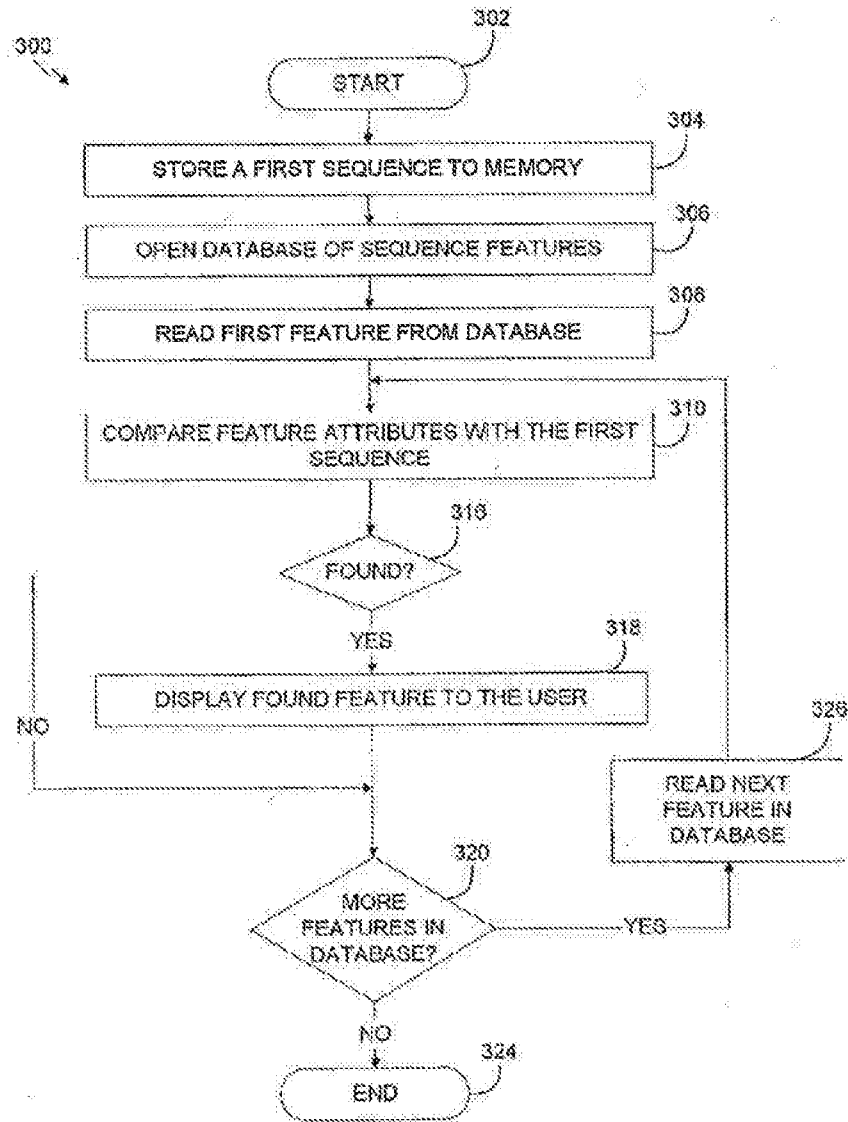 300
302
START
304
STORE A FIRST SEQUENCE TO MEMORY
306
OPEN DATABASE OF SEQUENCE FEATURES
308
READ FIRST FEATURE FROM DATABASE
310
COMPARE FEATURE ATTRIBUTES WITH THE FIRST
SEQUENCE
316
FOUND?
YES
318
DISPLAY FOUND FEATURE TO THE USER
NO
326
READ NEXT
FEATURE IN
DATABASE
320
MORE
FEATURES IN
DATABASE?
YES
NO
324
END